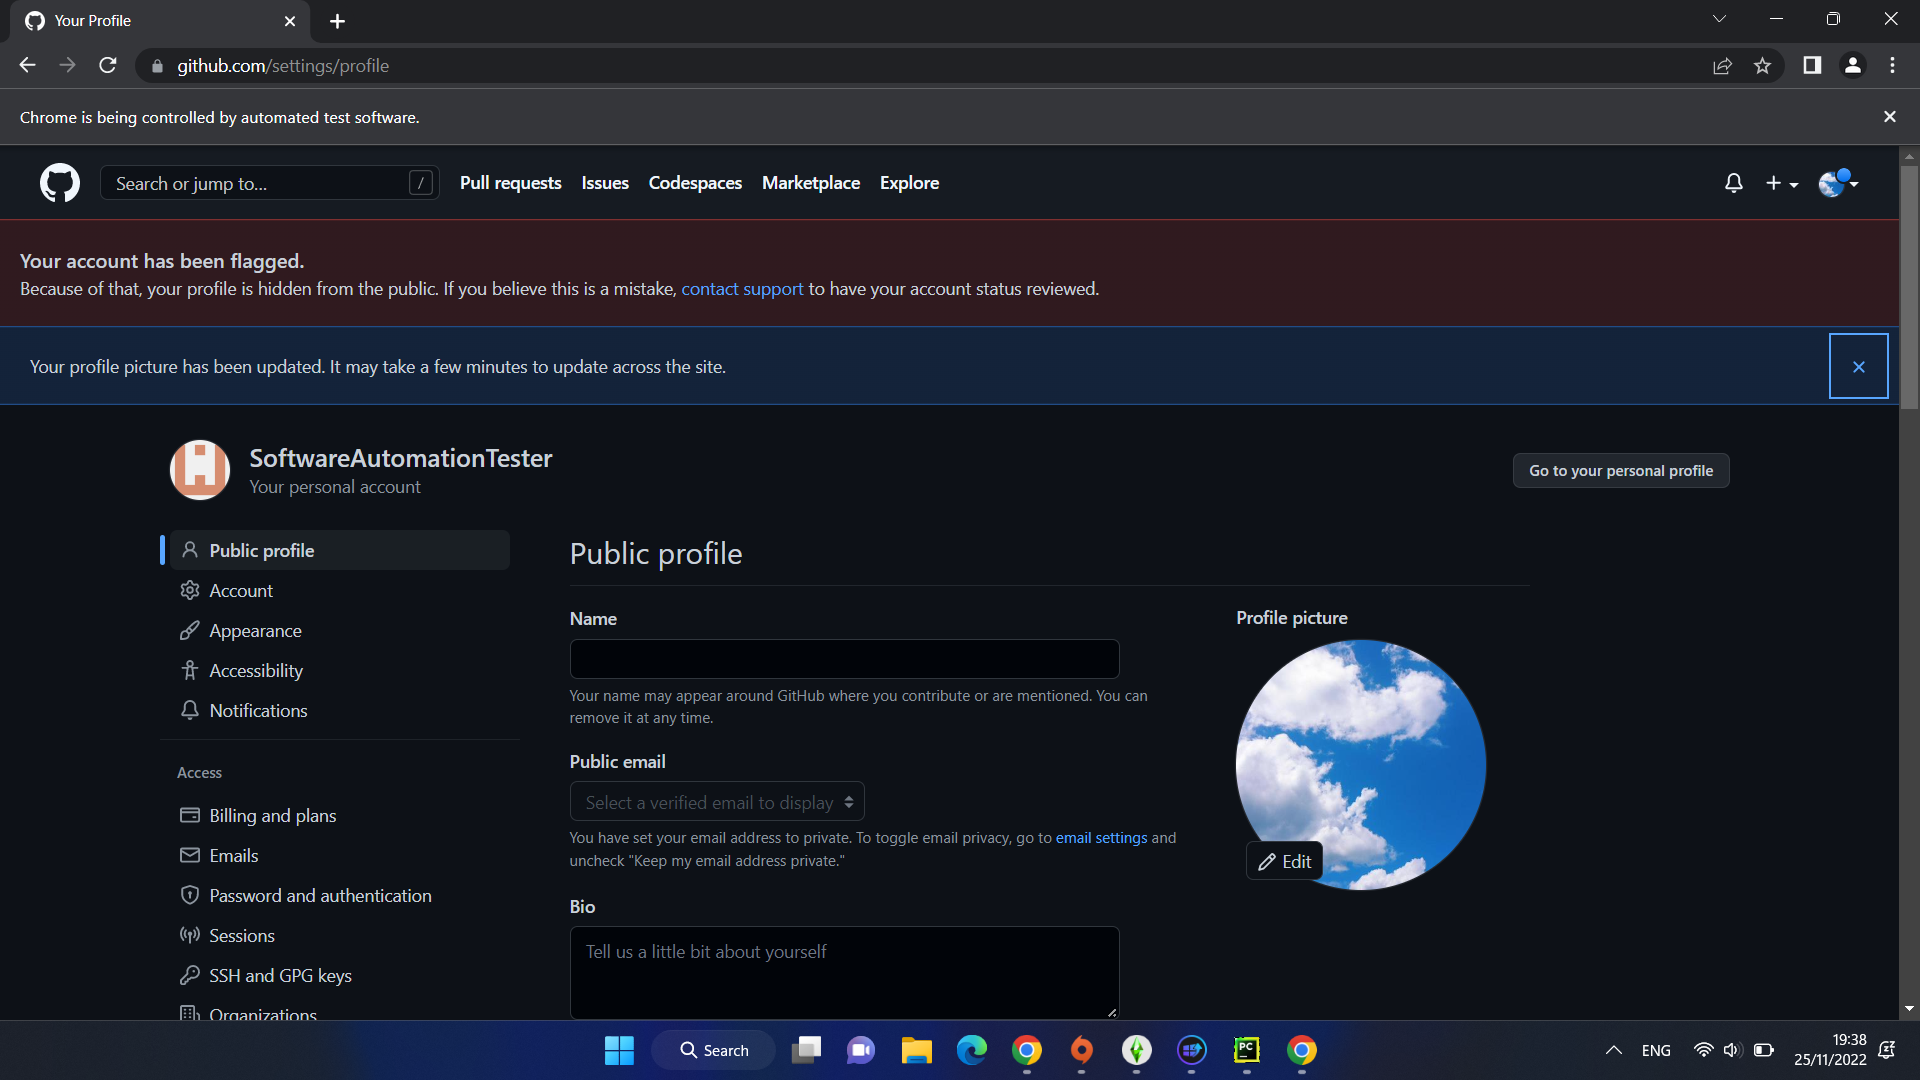 Your Profile
github.com/settings/profile
Chrome is being controlled by automated test software.
Search or jump to... / Pull requests Issues Codespaces Marketplace Explore
Your account has been flagged.
Because of that, your profile is hidden from the public. If you believe this is a mistake, contact support to have your account status reviewed.
Your profile picture has been updated. It may take a few minutes to update across the site.
SoftwareAutomationTester
Your personal account
Go to your personal profile
Public profile
Account
Appearance
Accessibility
Notifications
Access
Billing and plans
Emails
Password and authentication
Sessions
SSH and GPG keys
Organizations
Public profile
Name
Your name may appear around GitHub where you contribute or are mentioned. You can
remove it at any time.
Public email
Select a verified email to display
You have set your email address to private. To toggle email privacy, go to email settings and
uncheck "Keep my email address private."
Bio
Tell us a little bit about yourself
Profile picture
Edit
Search
PC
ENG
19:38
25/11/2022